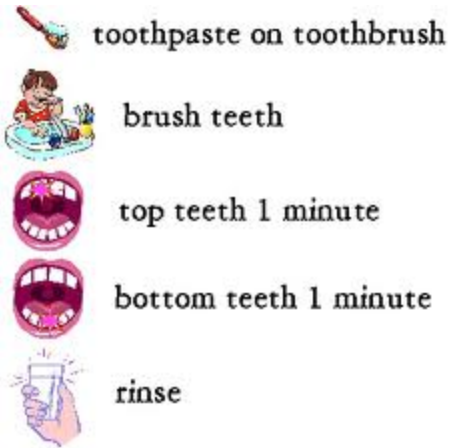 toothpaste on toothbrush
brush teeth
top teeth 1 minute
bottom teeth 1 minute
rinse